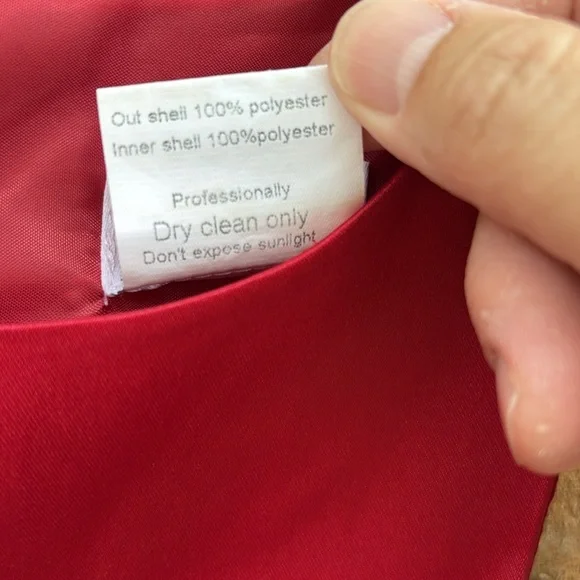 Out shell 100% polyester
Inner shell 100%polyester
Professionally
Dry clean only
Don't expose sunlight